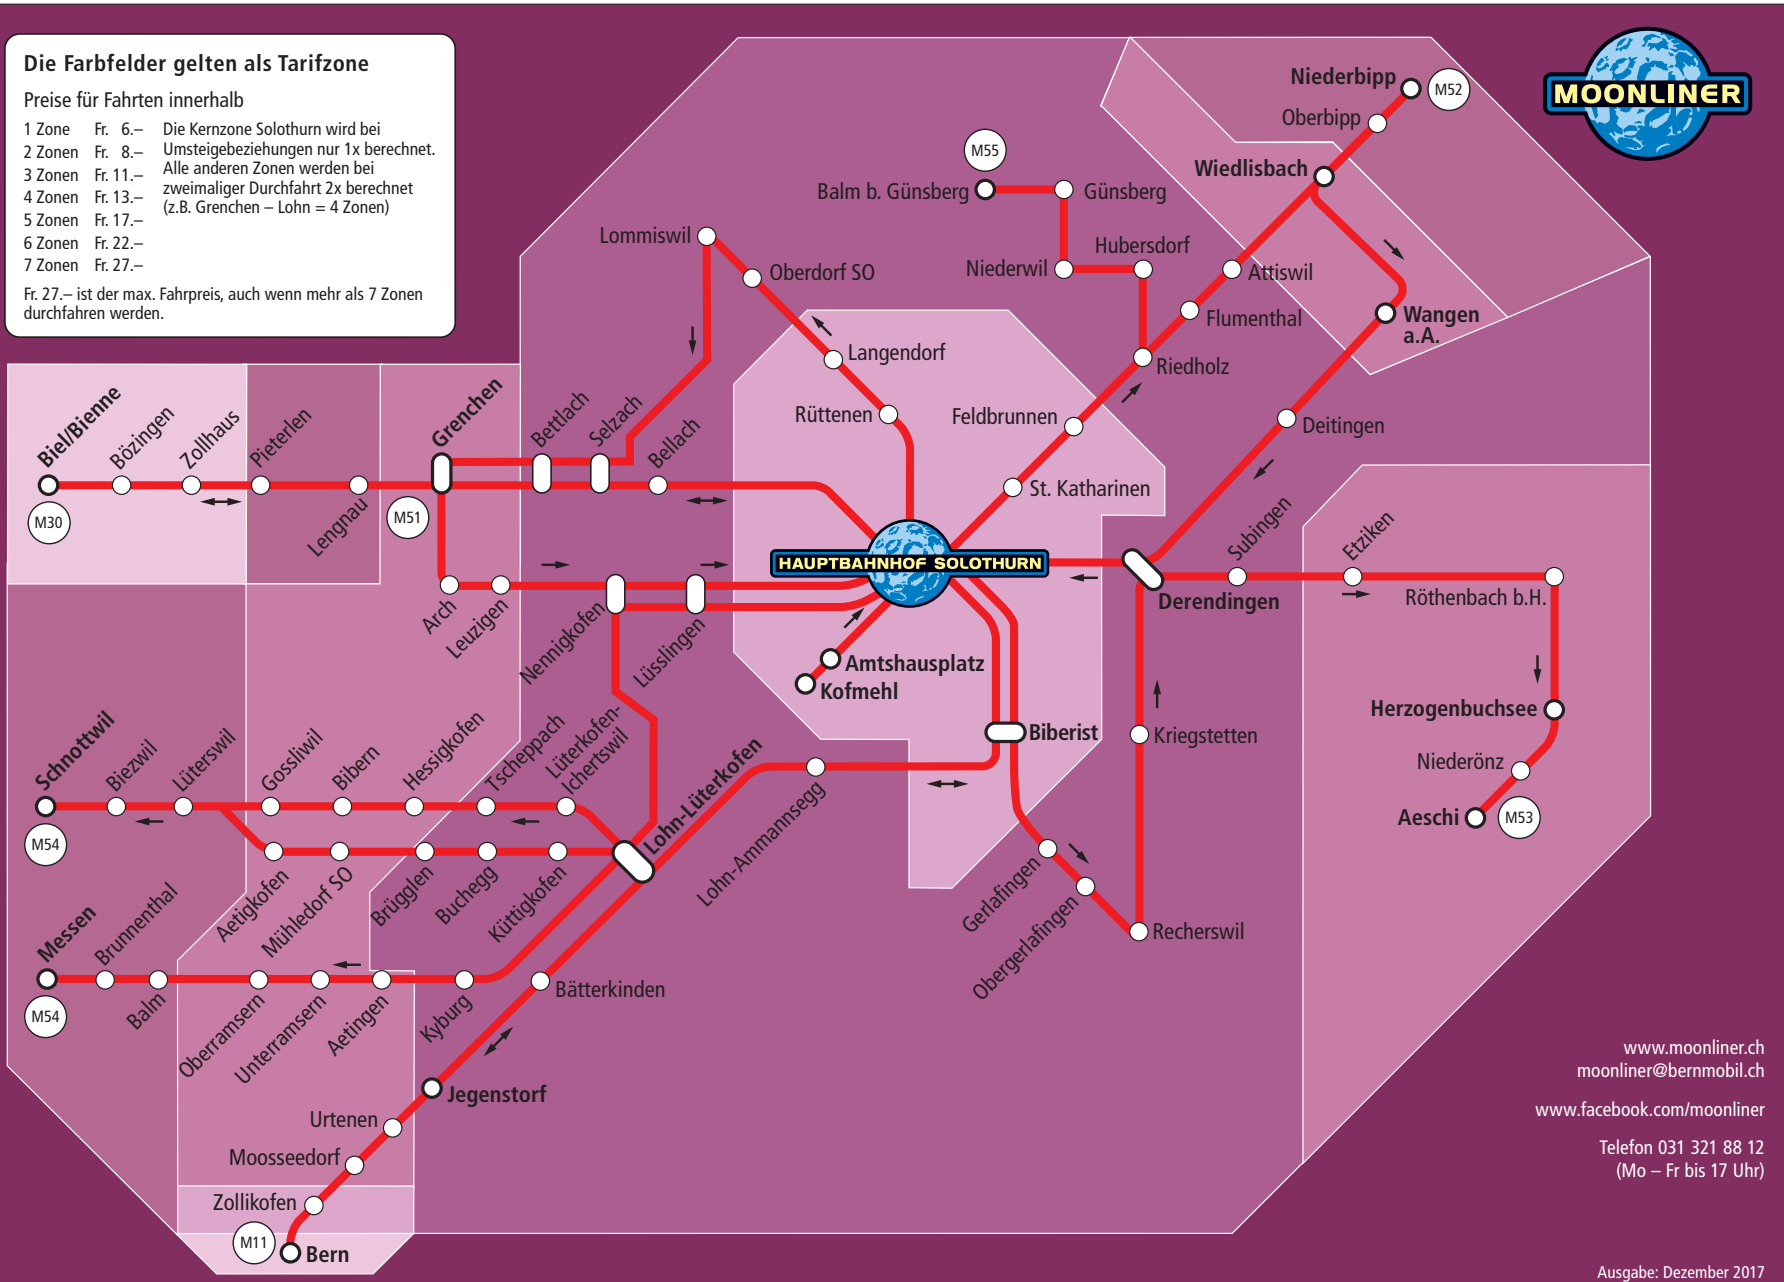 Die Farbfelder gelten als Tarifzone
Preise für Fahrten innerhalb
1 Zone Fr. 6.–
2 Zonen Fr. 8.–
3 Zonen Fr. 11.–
4 Zonen Fr. 13.–
5 Zonen Fr. 17.–
6 Zonen Fr. 22.–
7 Zonen Fr. 27.–
Die Kernzone Solothurn wird bei
Umsteigebeziehungen nur 1x berechnet.
Alle anderen Zonen werden bei
zweimaliger Durchfahrt 2x berechnet
(z.B. Grenchen – Lohn = 4 Zonen)
Fr. 27.– ist der max. Fahrpreis, auch wenn mehr als 7 Zonen
durchfahren werden.
MOONLINER
Niederbipp
M52
Oberbipp
Wiedlisbach
M55
Balm b. Günsberg
Günsberg
Lommiswil
Oberdorf SO
Niederwil
Hubersdorf
Attiswil
Flumenthal
Wangen
a.A.
Langendorf
Riedholz
Rüttenen
Feldbrunnen
Deitingen
St. Katharinen
Biel/Bienne
Bözingen
Zollhaus
Pieterlen
Lengnau
Grenchen
Bettlach
Selzach
Bellach
M30
M51
HAUPTBAHNHOF SOLOTHURN
Subingen
Etziken
Röthenbach b.H.
Derendingen
Arch
Leuzigen
Nennigkofen
Lüsslingen
Amtshausplatz
Kofmehl
Biberist
Kriegstetten
Herzogenbuchsee
Niederönz
Aeschi
M53
Schnottwil
Biezwil
Lüterswil
Gossliwil
Bibern
Hessigkofen
Tscheppach
Lüterkofen-
Ichertswil
Lohn-Lüterkofen
Lohn-Ammannsegg
M54
Aetigkofen
Mühledorf SO
Brügglen
Buchegg
Küttigkofen
Gerlafingen
Obergerlafingen
Recherswil
Messen
Brunnenthal
Balm
Oberramsern
Unterramsern
Aetingen
Kyburg
Bätterkinden
M54
Jegenstorf
Urtenen
Moosseedorf
Zollikofen
M11
Bern
www.moonliner.ch
moonliner@bernmobil.ch
www.facebook.com/moonliner
Telefon 031 321 88 12
(Mo – Fr bis 17 Uhr)
Ausgabe: Dezember 2017